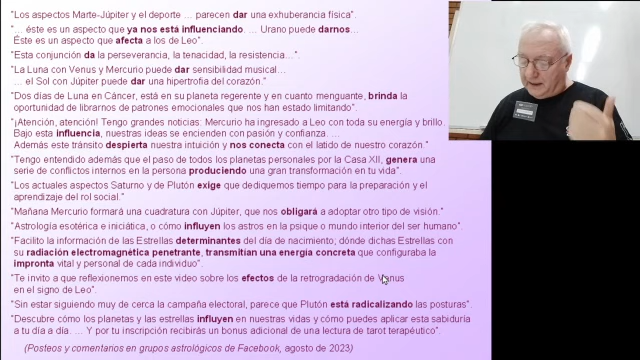 "Los aspectos Marte-Júpiter y el deporte ... parecen dar una exhuberancia física".
"... éste es un aspecto que ya nos está influenciando. ... Urano puede darnos...
Éste es un aspecto que afecta a los de Leo".
"Esta conjunción da la perseverancia, la tenacidad, la resistencia...".
"La Luna con Venus y Mercurio puede dar sensibilidad musical...
... el Sol con Júpiter puede dar una hipertrofia del corazón."
"Dos días de Luna en Cáncer, está en su planeta regerente y en cuanto menguante, brinda la
oportunidad de librarnos de patrones emocionales que nos han estado limitando".
"¡Atención, atención! Tengo grandes noticias: Mercurio ha ingresado a Leo con toda su energía y brillo.
Bajo esta influencia, nuestras ideas se encienden con pasión y confianza. ...
Además este tránsito despierta nuestra intuición y nos conecta con el latido de nuestro corazón."
"Tengo entendido además que el paso de todos los planetas personales por la Casa XII, genera una
serie de conflictos internos en la persona produciendo una gran transformación en tu vida".
"Los actuales aspectos Saturno y de Plutón exige que dediquemos tiempo para la preparación y el
aprendizaje del rol social."
"Mañana Mercurio formará una cuadratura con Júpiter, que nos obligará a adoptar otro tipo de visión."
"Astrología esotérica e iniciática, o cómo influyen los astros en la psique o mundo interior del ser humano".
"Facilito la información de las Estrellas determinantes del día de nacimiento, dónde dichas Estrellas con
su radiación electromagnética penetrante, transmitían una energía concreta que configuraba la
impronta vital y personal de cada individuo".
"Te invito a que reflexionemos en este video sobre los efectos de la retrogradación de Venus
en el signo de Leo".
"Sin estar siguiendo muy de cerca la campaña electoral, parece que Plutón está radicalizando las posturas".
"Descubre cómo los planetas y las estrellas influyen en nuestras vidas y cómo puedes aplicar esta sabiduría
a tu día a día. ... Y por tu inscripción recibirás un bonus adicional de una lectura de tarot terapéutico".
(Posteos y comentarios en grupos astrológicos de Facebook, agosto de 2023)